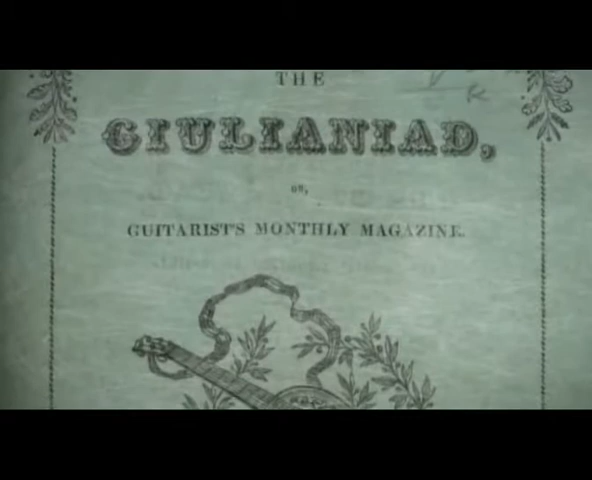 THE
GIULIANIAD,
OR,
GUITARIST'S MONTHLY MAGAZINE.